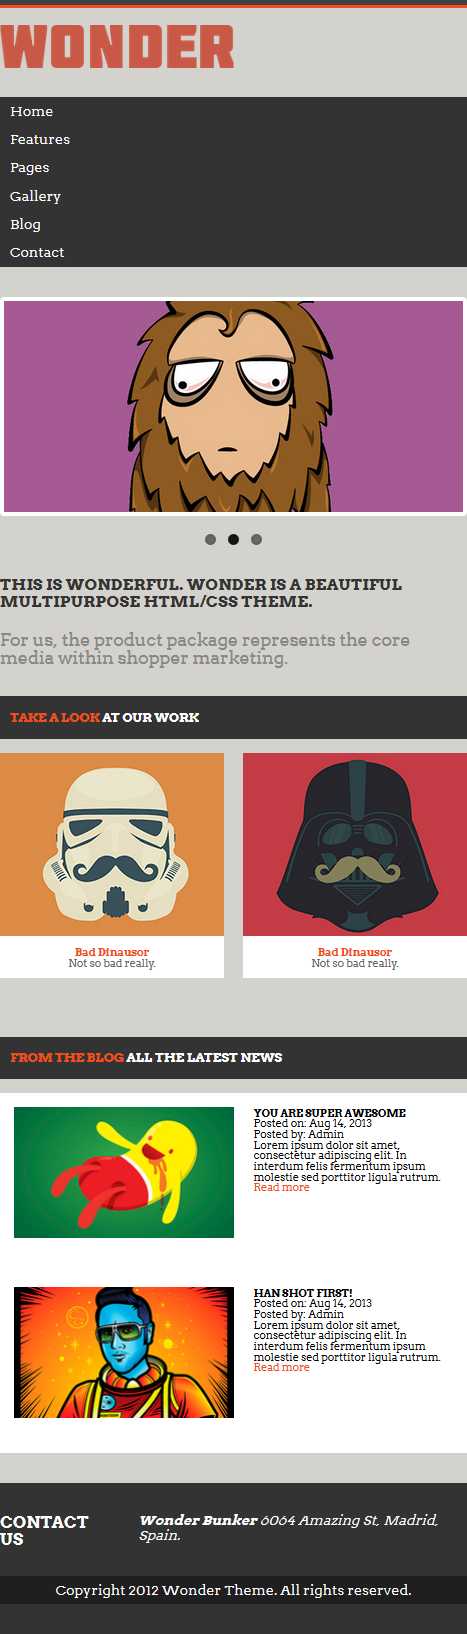 WONDER
Home
Features
Pages
Gallery
Blog
Contact
THIS IS WONDERFUL. WONDER IS A BEAUTIFUL
MULTIPURPOSE HTML/CSS THEME.
For us, the product package represents the core
media within shopper marketing.
TAKE A LOOK AT OUR WORK
Bad Dinausor
Not so bad really.
Bad Dinausor
Not so bad really.
FROM THE BLOG ALL THE LATEST NEWS
YOU ARE SUPER AWESOME
Posted on: Aug 14, 2013
Posted by: Admin
Lorem ipsum dolor sit amet,
consectetur adipiscing elit. In
interdum felis fermentum ipsum
molestie sed porttitor ligula rutrum.
Read more
HAN SHOT FIRST!
Posted on: Aug 14, 2013
Posted by: Admin
Lorem ipsum dolor sit amet,
consectetur adipiscing elit. In
interdum felis fermentum ipsum
molestie sed porttitor ligula rutrum.
Read more
CONTACT
US
Wonder Bunker 6064 Amazing St, Madrid,
Spain.
Copyright 2012 Wonder Theme. All rights reserved.